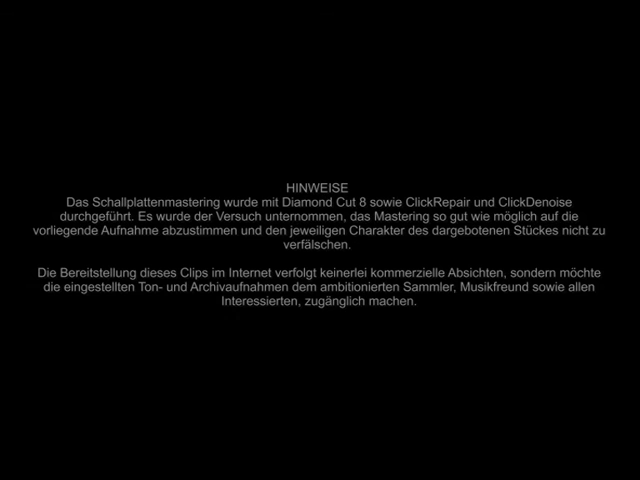 HINWEISE
Das Schallplattenmastering wurde mit Diamond Cut 8 sowie ClickRepair und ClickDenoise
durchgeführt. Es wurde der Versuch unternommen, das Mastering so gut wie möglich auf die
vorliegende Aufnahme abzustimmen und den jeweiligen Charakter des dargebotenen Stückes nicht zu
verfälschen.
Die Bereitstellung dieses Clips im Internet verfolgt keinerlei kommerzielle Absichten, sondern möchte
die eingestellten Ton- und Archivaufnahmen dem ambitionierten Sammler, Musikfreund sowie allen
Interessierten, zugänglich machen.